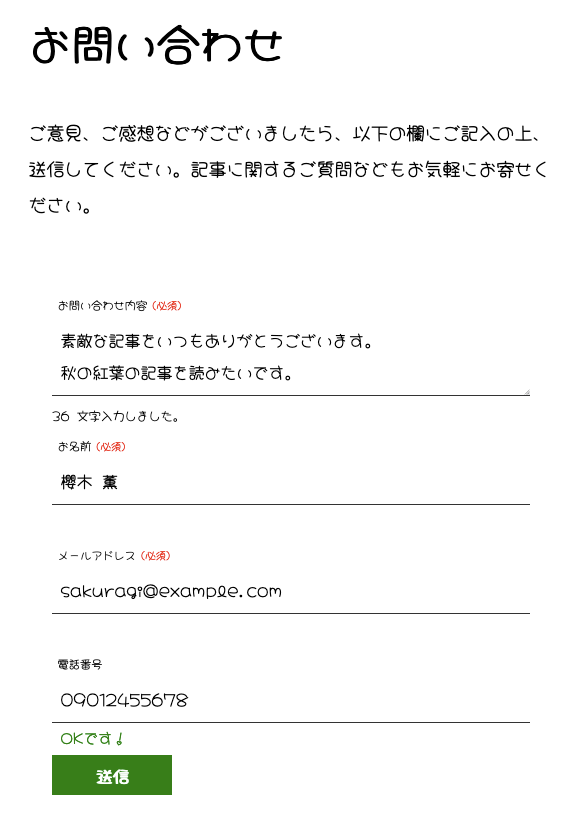 お問い合わせ
ご意見、ご感想などがございましたら、以下の欄にご記入の上、
送信してください。記事に関するご質問などもお気軽にお寄せく
ださい。
お問い合わせ内容（必須）
素敵な記事をいつもありがとうございます。
秋の紅葉の記事を読みたいです。
36 文字入力しました。
お名前（必須）
櫻木 薫
メールアドレス（必須）
sakuragi@example.com
電話番号
09012455678
OKです！
送信